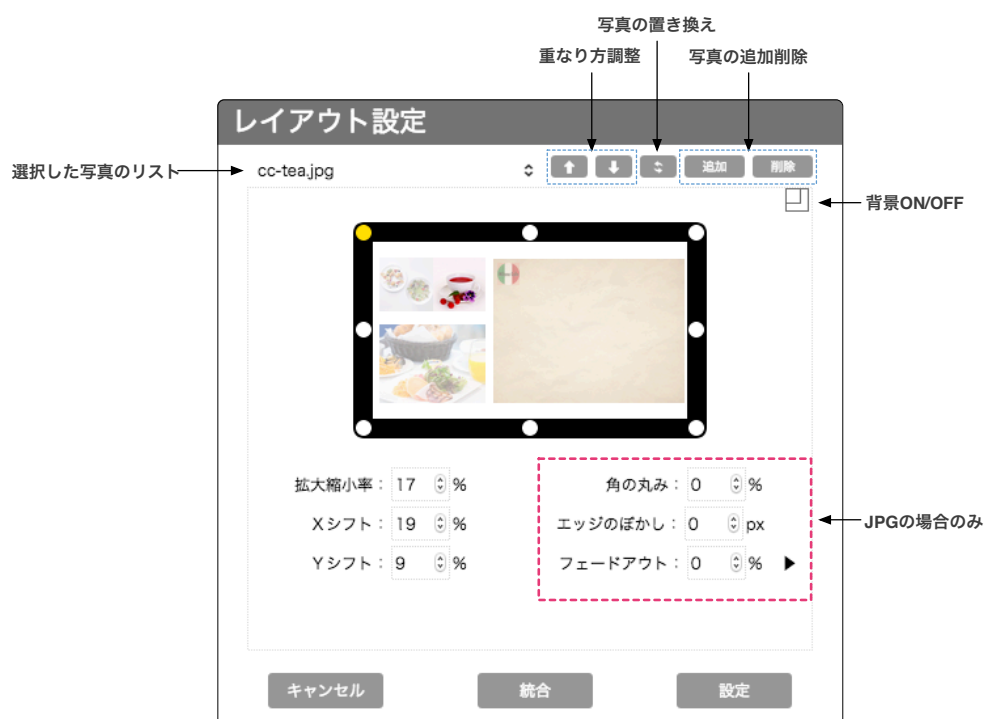 写真の置き換え
重なり方調整
写真の追加削除
レイアウト設定
選択した写真のリスト
cc-tea.jpg
追加
削除
背景ON/OFF
拡大縮小率： 17 %
角の丸み： 0 %
Xシフト： 19 %
エッジのぼかし： 0 px
JPGの場合のみ
Yシフト： 9 %
フェードアウト： 0 %
キャンセル
統合
設定